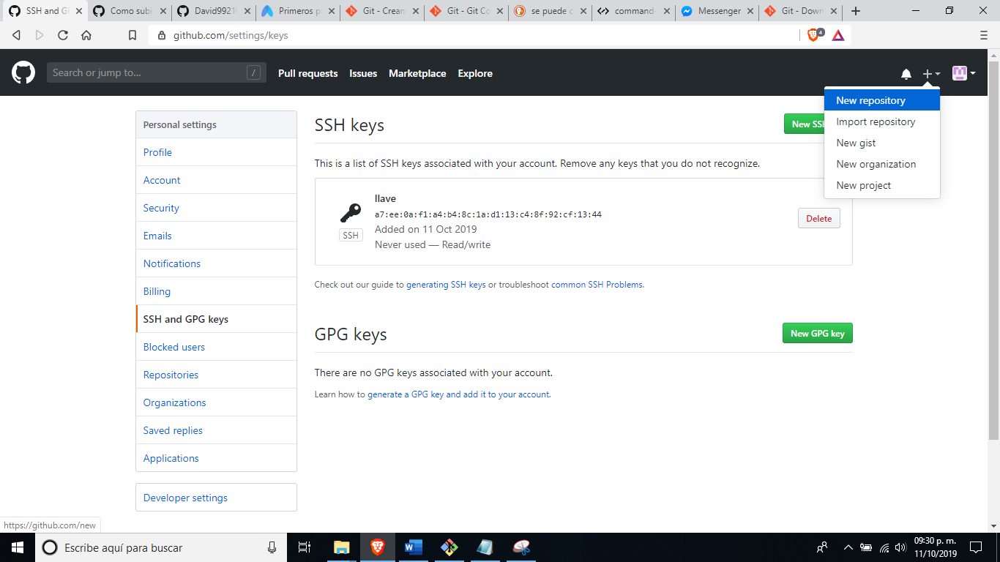 SSH and GP
Como subi
David9921
Primeros p
Git - Crean
Git - Git Co
se puede c
command-
Messenger
Git - Down
github.com/settings/keys
4
Search or jump to...
/
Pull requests
Issues
Marketplace
Explore
New repository
Import repository
New gist
New organization
New project
Personal settings
Profile
Account
Security
Emails
Notifications
Billing
SSH and GPG keys
Blocked users
Repositories
Organizations
Saved replies
Applications
Developer settings
SSH keys
New SSH
This is a list of SSH keys associated with your account. Remove any keys that you do not recognize.
SSH
llave
a7:ee:0a:f1:a4:b4:8c:1a:d1:13:c4:8f:92:cf:13:44
Added on 11 Oct 2019
Never used — Read/write
Delete
Check out our guide to generating SSH keys or troubleshoot common SSH Problems.
GPG keys
New GPG key
There are no GPG keys associated with your account.
Learn how to generate a GPG key and add it to your account.
https://github.com/new
Escribe aquí para buscar
09:30 p. m.
11/10/2019